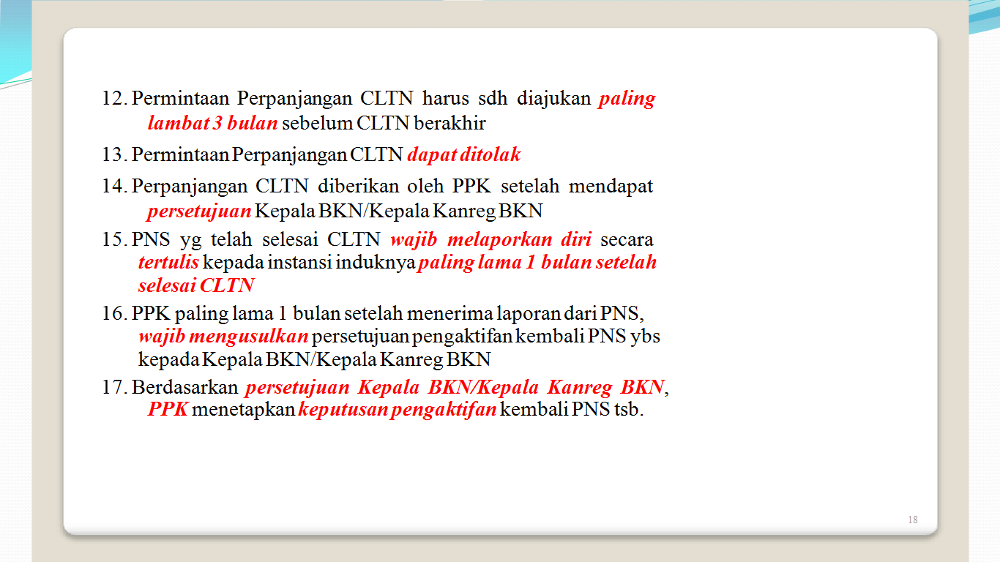 12. Permintaan Perpanjangan CLTN harus sdh diajukan paling
lambat 3 bulan sebelum CLTN berakhir
13. Permintaan Perpanjangan CLTN dapat ditolak
14. Perpanjangan CLTN diberikan oleh PPK setelah mendapat
persetujuan Kepala BKN/Kepala Kanreg BKN
15. PNS yg telah selesai CLTN wajib melaporkan diri secara
tertulis kepada instansi induknya paling lama 1 bulan setelah
selesai CLTN
16. PPK paling lama 1 bulan setelah menerima laporan dari PNS,
wajib mengusulkan persetujuan pengaktifan kembali PNS ybs
kepada Kepala BKN/Kepala Kanreg BKN
17. Berdasarkan persetujuan Kepala BKN/Kepala Kanreg BKN,
PPK menetapkan keputusan pengaktifan kembali PNS tsb.
18